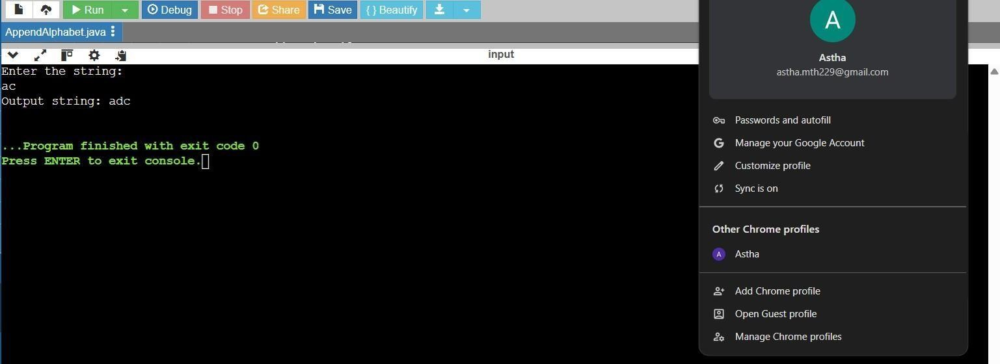 Run
Debug
Stop
Share
Save
{ } Beautify
AppendAlphabet.java
input
Enter the string:
ac
Output string: adc
...Program finished with exit code 0
Press ENTER to exit console.
A
Astha
astha.mth229@gmail.com
Passwords and autofill
G Manage your Google Account
Customize profile
Sync is on
Other Chrome profiles
A Astha
Add Chrome profile
Open Guest profile
Manage Chrome profiles